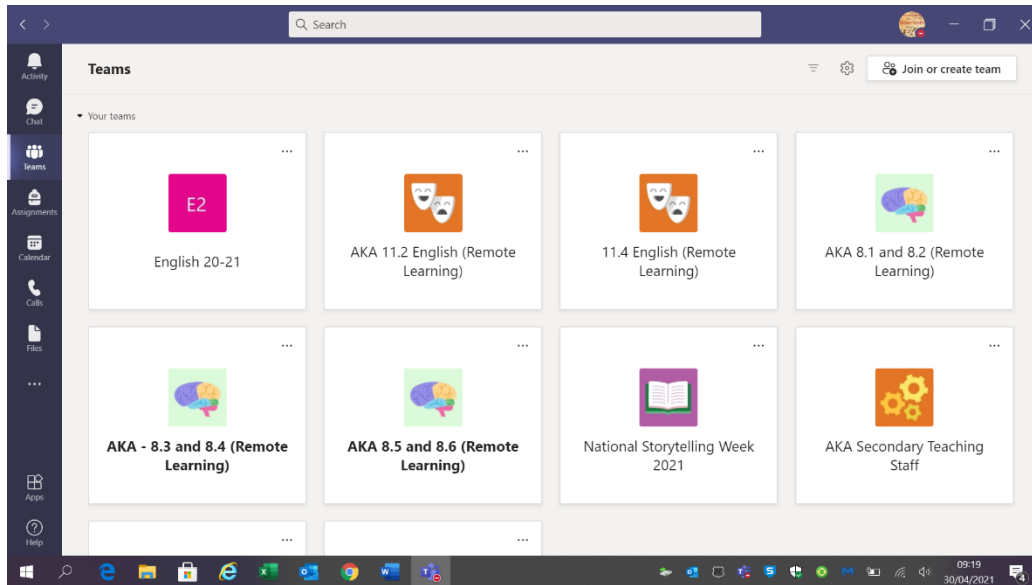 Search
Activity
Chat
Teams
Assignments
Calendar
Calls
Files
Apps
Help
Teams
Join or create team
Your teams
E2
English 20-21
AKA 11.2 English (Remote
Learning)
11.4 English (Remote
Learning)
AKA 8.1 and 8.2 (Remote
Learning)
AKA - 8.3 and 8.4 (Remote
Learning)
AKA 8.5 and 8.6 (Remote
Learning)
National Storytelling Week
2021
AKA Secondary Teaching
Staff
09:19
30/04/2021